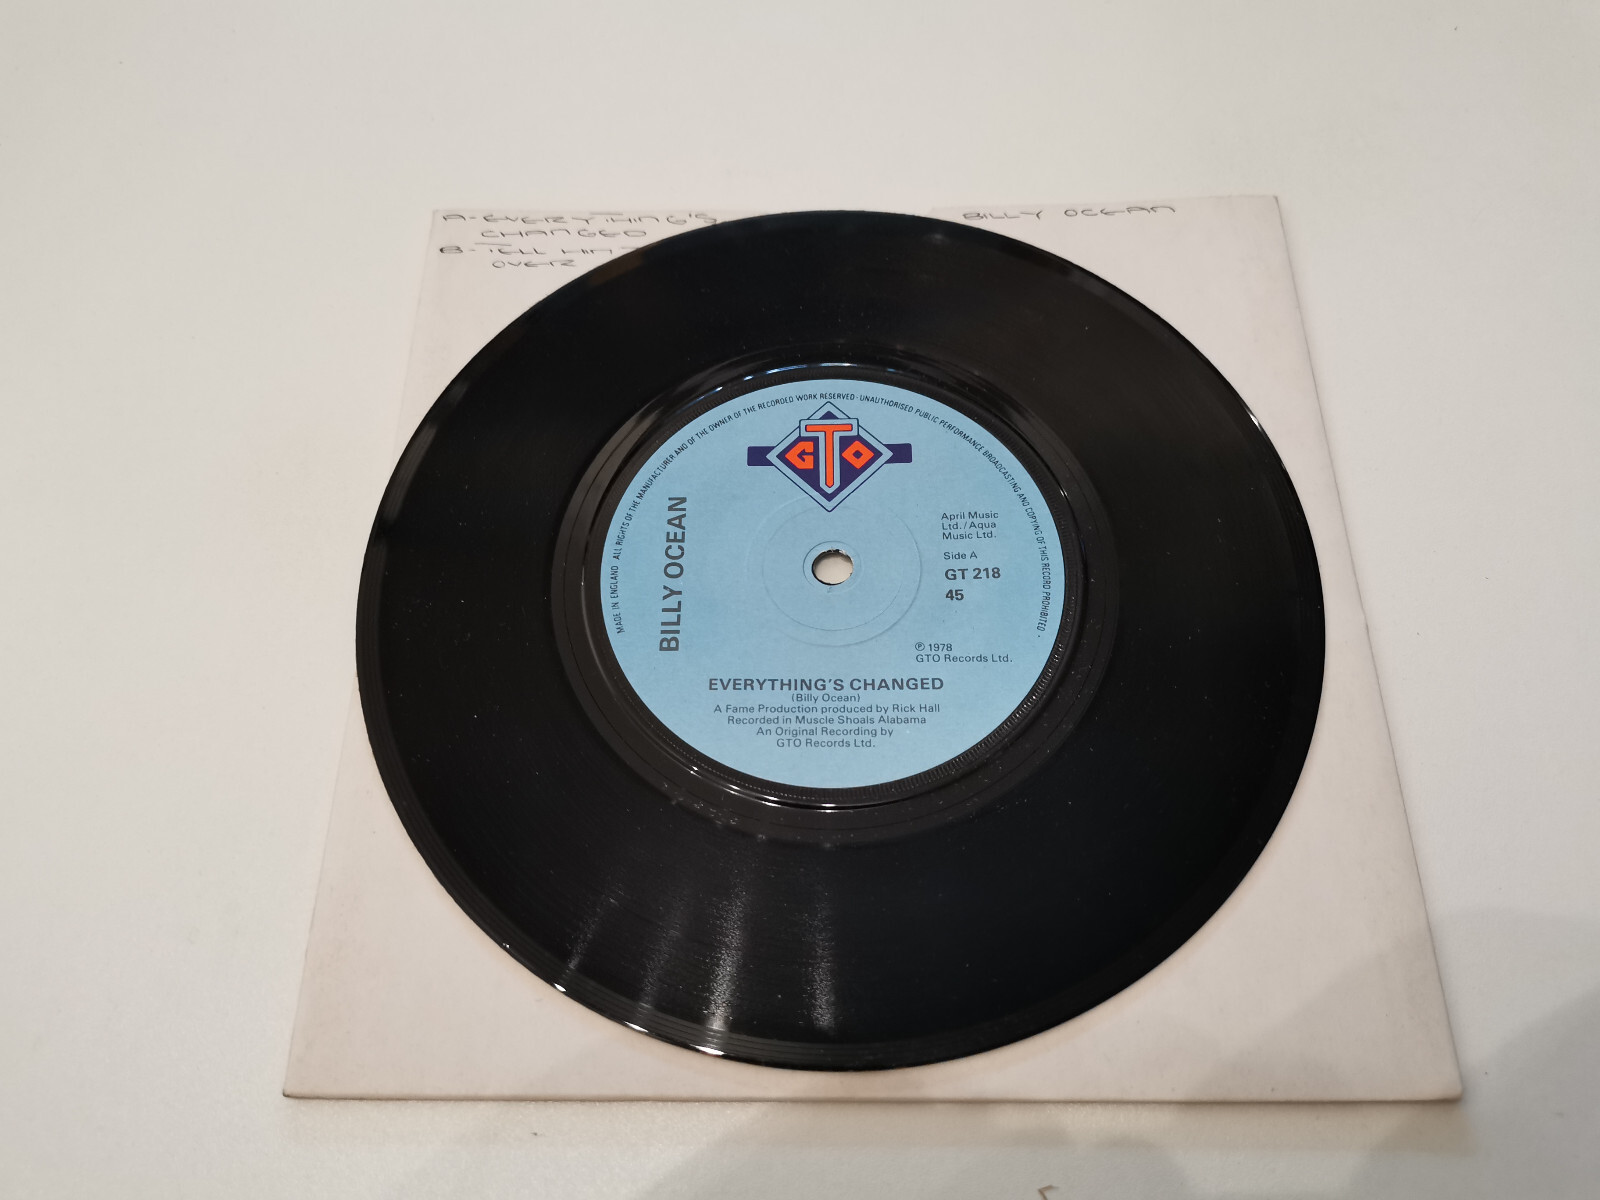 A-EVERYTHING'S
CHANGED
B-TELL HIM
OVER
BILLY OCEAN
MADE IN ENGLAND · ALL RIGHTS OF THE MANUFACTURER AND OF THE OWNER OF THE RECORDED WORK RESERVED · UNAUTHORISED PUBLIC PERFORMANCE BROADCASTING AND COPYING OF THIS RECORD PROHIBITED ·
GTO
BILLY OCEAN
April Music
Ltd./Aqua
Music Ltd.
Side A
GT 218
45
℗ 1978
GTO Records Ltd.
EVERYTHING'S CHANGED
(Billy Ocean)
A Fame Production produced by Rick Hall
Recorded in Muscle Shoals Alabama
An Original Recording by
GTO Records Ltd.